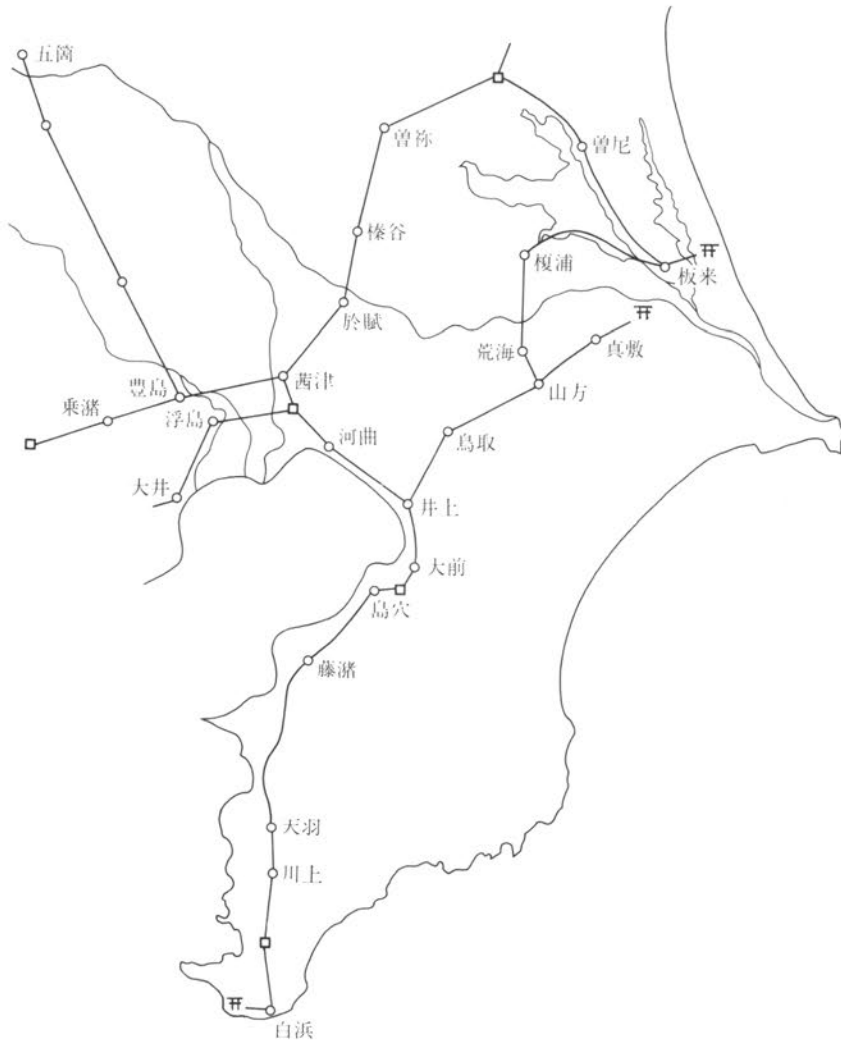 五箇
曽祢
曽尼
榛谷
榎浦
板来
於賦
荒海
真敷
茜津
山方
豊島
乗潴
浮島
河曲
鳥取
大井
井上
大前
島穴
藤潴
天羽
川上
白浜